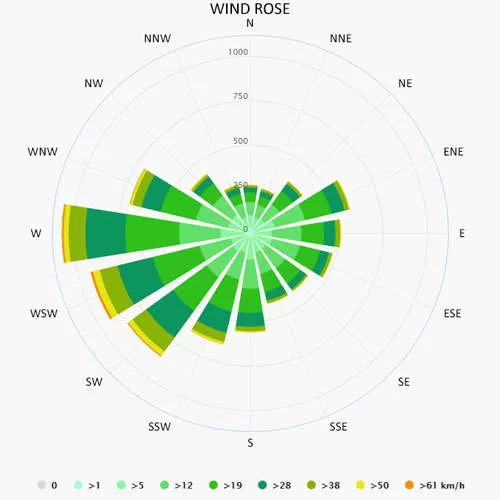 WIND ROSE
N
NNW
NNE
1000
NW
NE
750
500
WNW
ENE
250
0
W
E
WSW
ESE
SW
SE
SSW
SSE
S
0 >1 >5 >12 >19 >28 >38 >50 >61 km/h